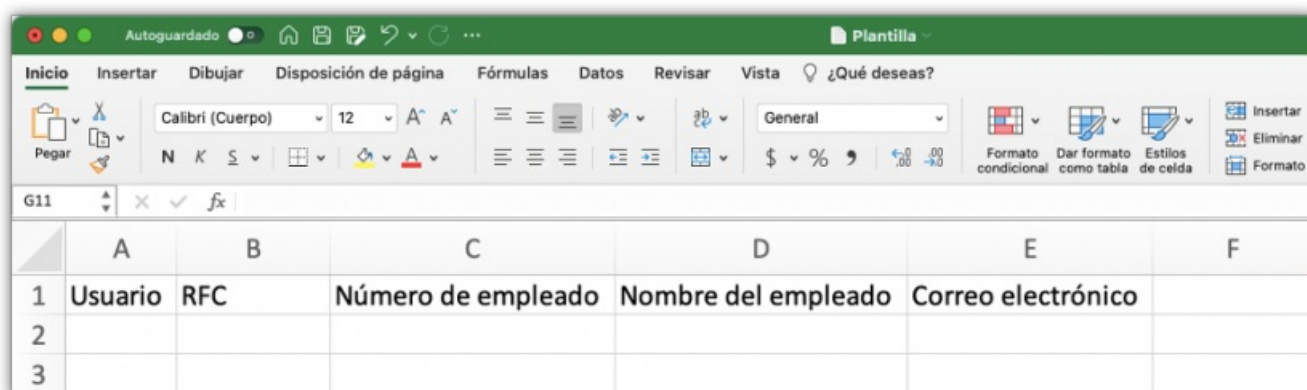 Autoguardado
Plantilla
Inicio Insertar Dibujar Disposición de página Fórmulas Datos Revisar Vista ¿Qué deseas?
Calibri (Cuerpo) 12 A A General Insertar
Pegar N K S A $ % Formato condicional Dar formato como tabla Estilos de celda Eliminar
Formato
G11 fx
A B C D E F
1 Usuario RFC Número de empleado Nombre del empleado Correo electrónico
2
3